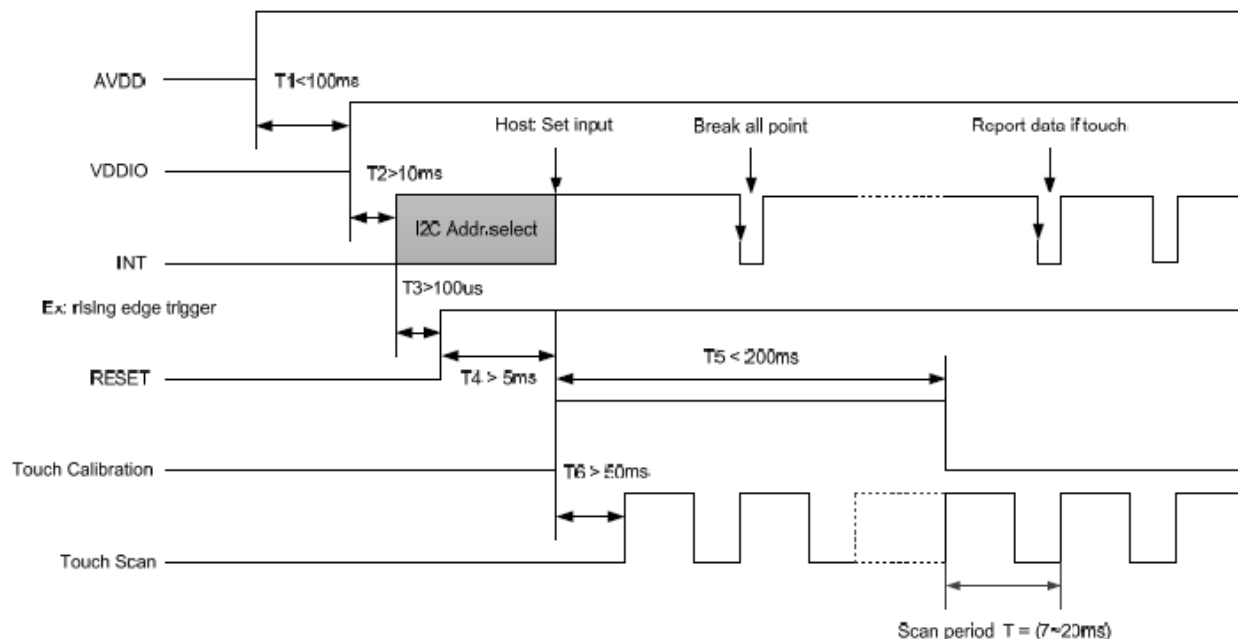 AVDD
T1<100ms
Host: Set input
Break all point
Report data if touch
VDDIO
T2>10ms
I2C Addr.select
INT
T3>100us
Ex: rising edge trigger
T5 < 200ms
RESET
T4 > 5ms
Touch Calibration
T6 > 50ms
Touch Scan
Scan period T = (7~20ms)